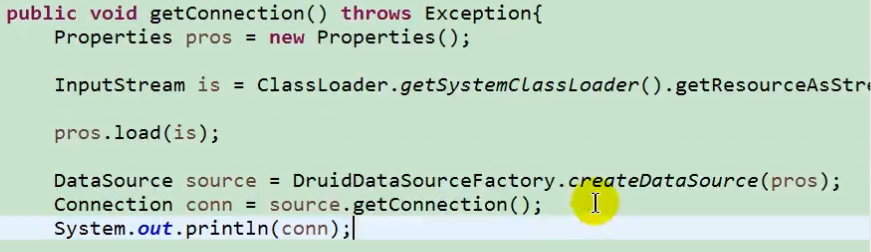 public void getConnection() throws Exception{
Properties pros = new Properties();
InputStream is = ClassLoader.getSystemClassLoader().getResourceAsStre
pros.load(is);
DataSource source = DruidDataSourceFactory.createDataSource(pros);
Connection conn = source.getConnection();
System.out.println(conn);